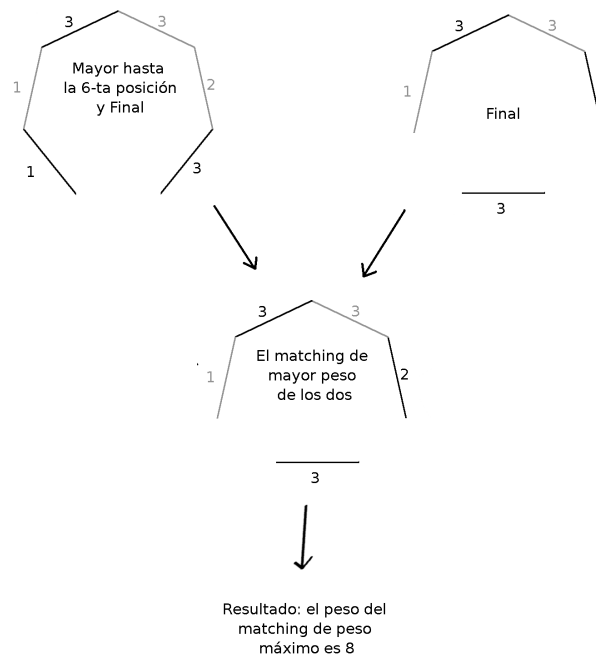 3
3
Mayor hasta
la 6-ta posición
y Final
1
2
1
3
3
3
1
Final
3
3
3
El matching de
mayor peso
de los dos
1
2
3
Resultado: el peso del
matching de peso
máximo es 8